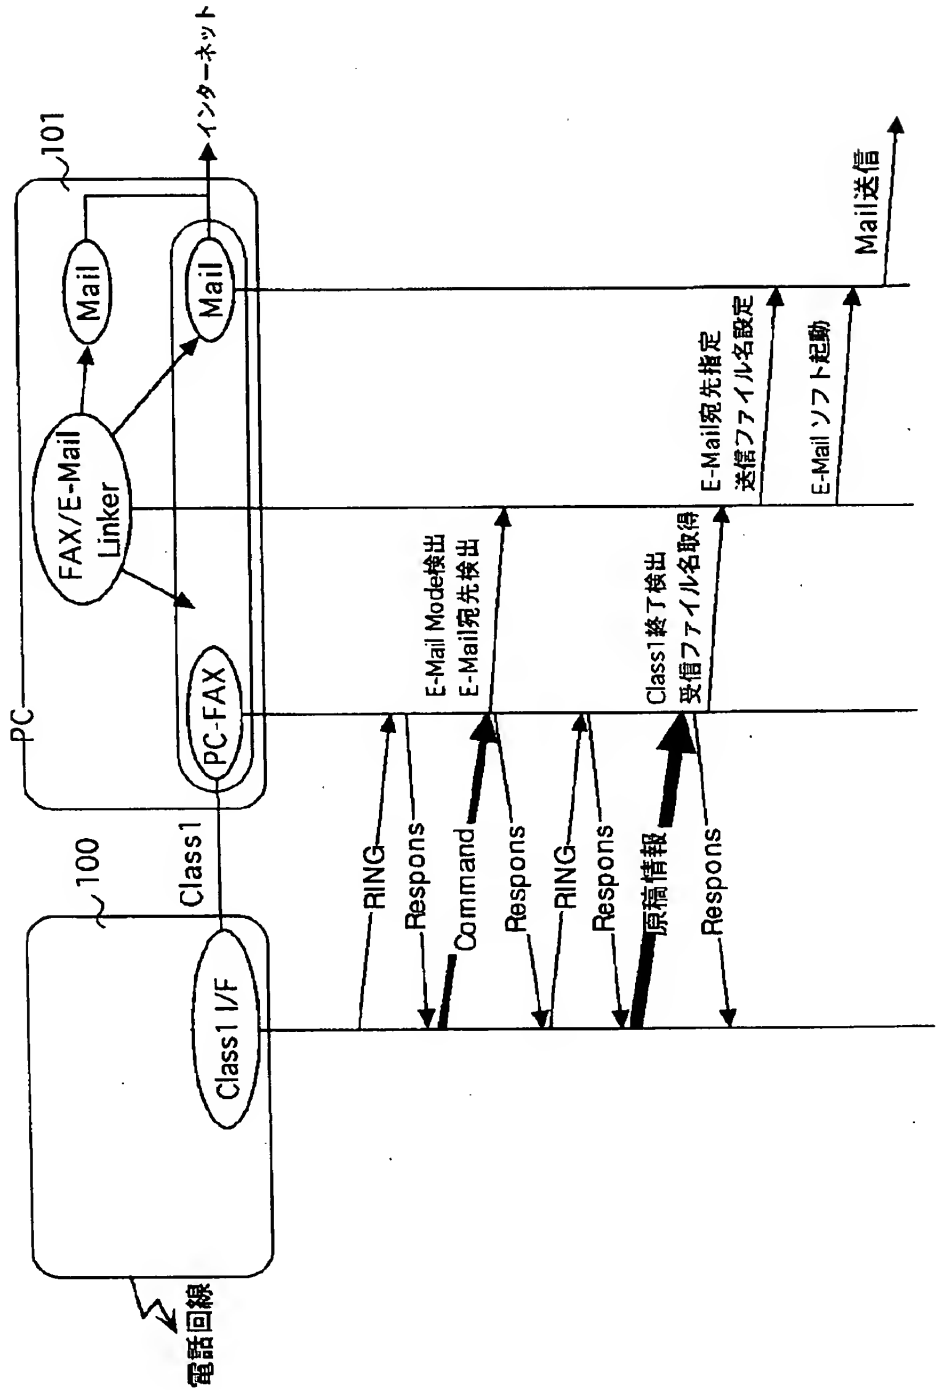 電話回線
100
Class1 I/F
Class1
PC
101
PC-FAX
FAX/E-Mail
Linker
Mail
Mail
インターネット
RING
Respons
Command
Respons
RING
Respons
原稿情報
Respons
E-Mail Mode検出
E-Mail宛先検出
Class1終了検出
受信ファイル名取得
E-Mail宛先指定
送信ファイル名設定
E-Mail ソフト起動
Mail送信